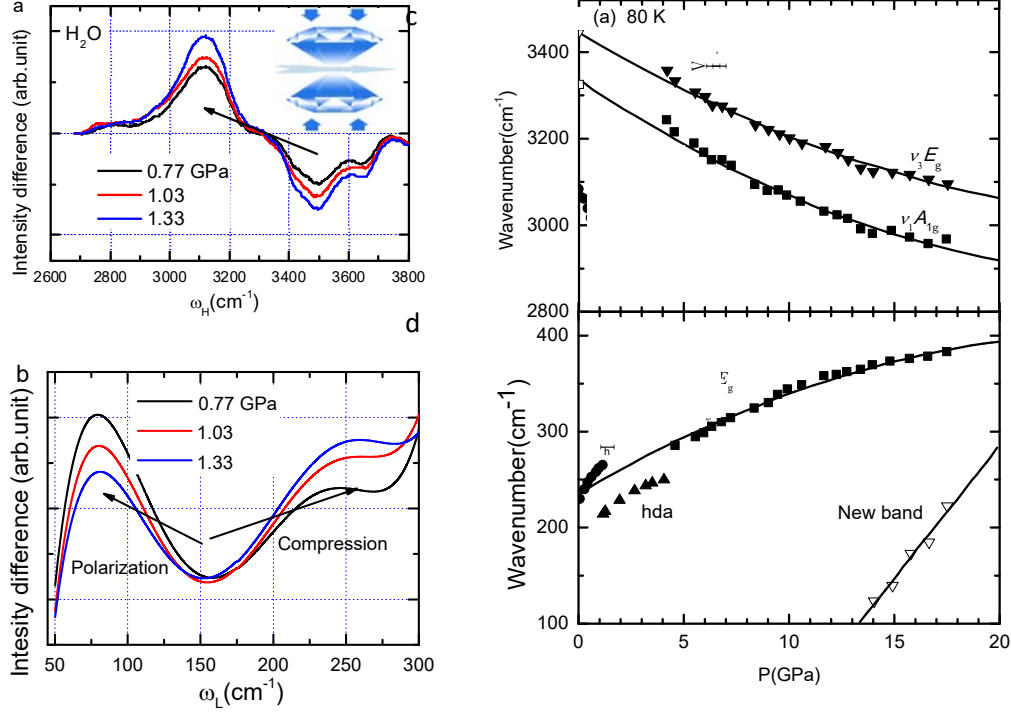 a
Intensity difference (arb.unit)
H2O
c
0.77 GPa
1.03
1.33
2600 2800 3000 3200 3400 3600 3800
ωH(cm-1)
d
b
Intesity difference (arb.unit)
0.77 GPa
1.03
1.33
Polarization
Compression
50 100 150 200 250 300
ωL(cm-1)
(a) 80 K
Wavenumber(cm-1)
3400
3200
3000
2800
ν3Eg
ν1A1g
Wavenumber(cm-1)
400
300
200
100
Eg
h
hda
New band
0 5 10 15 20
P(GPa)